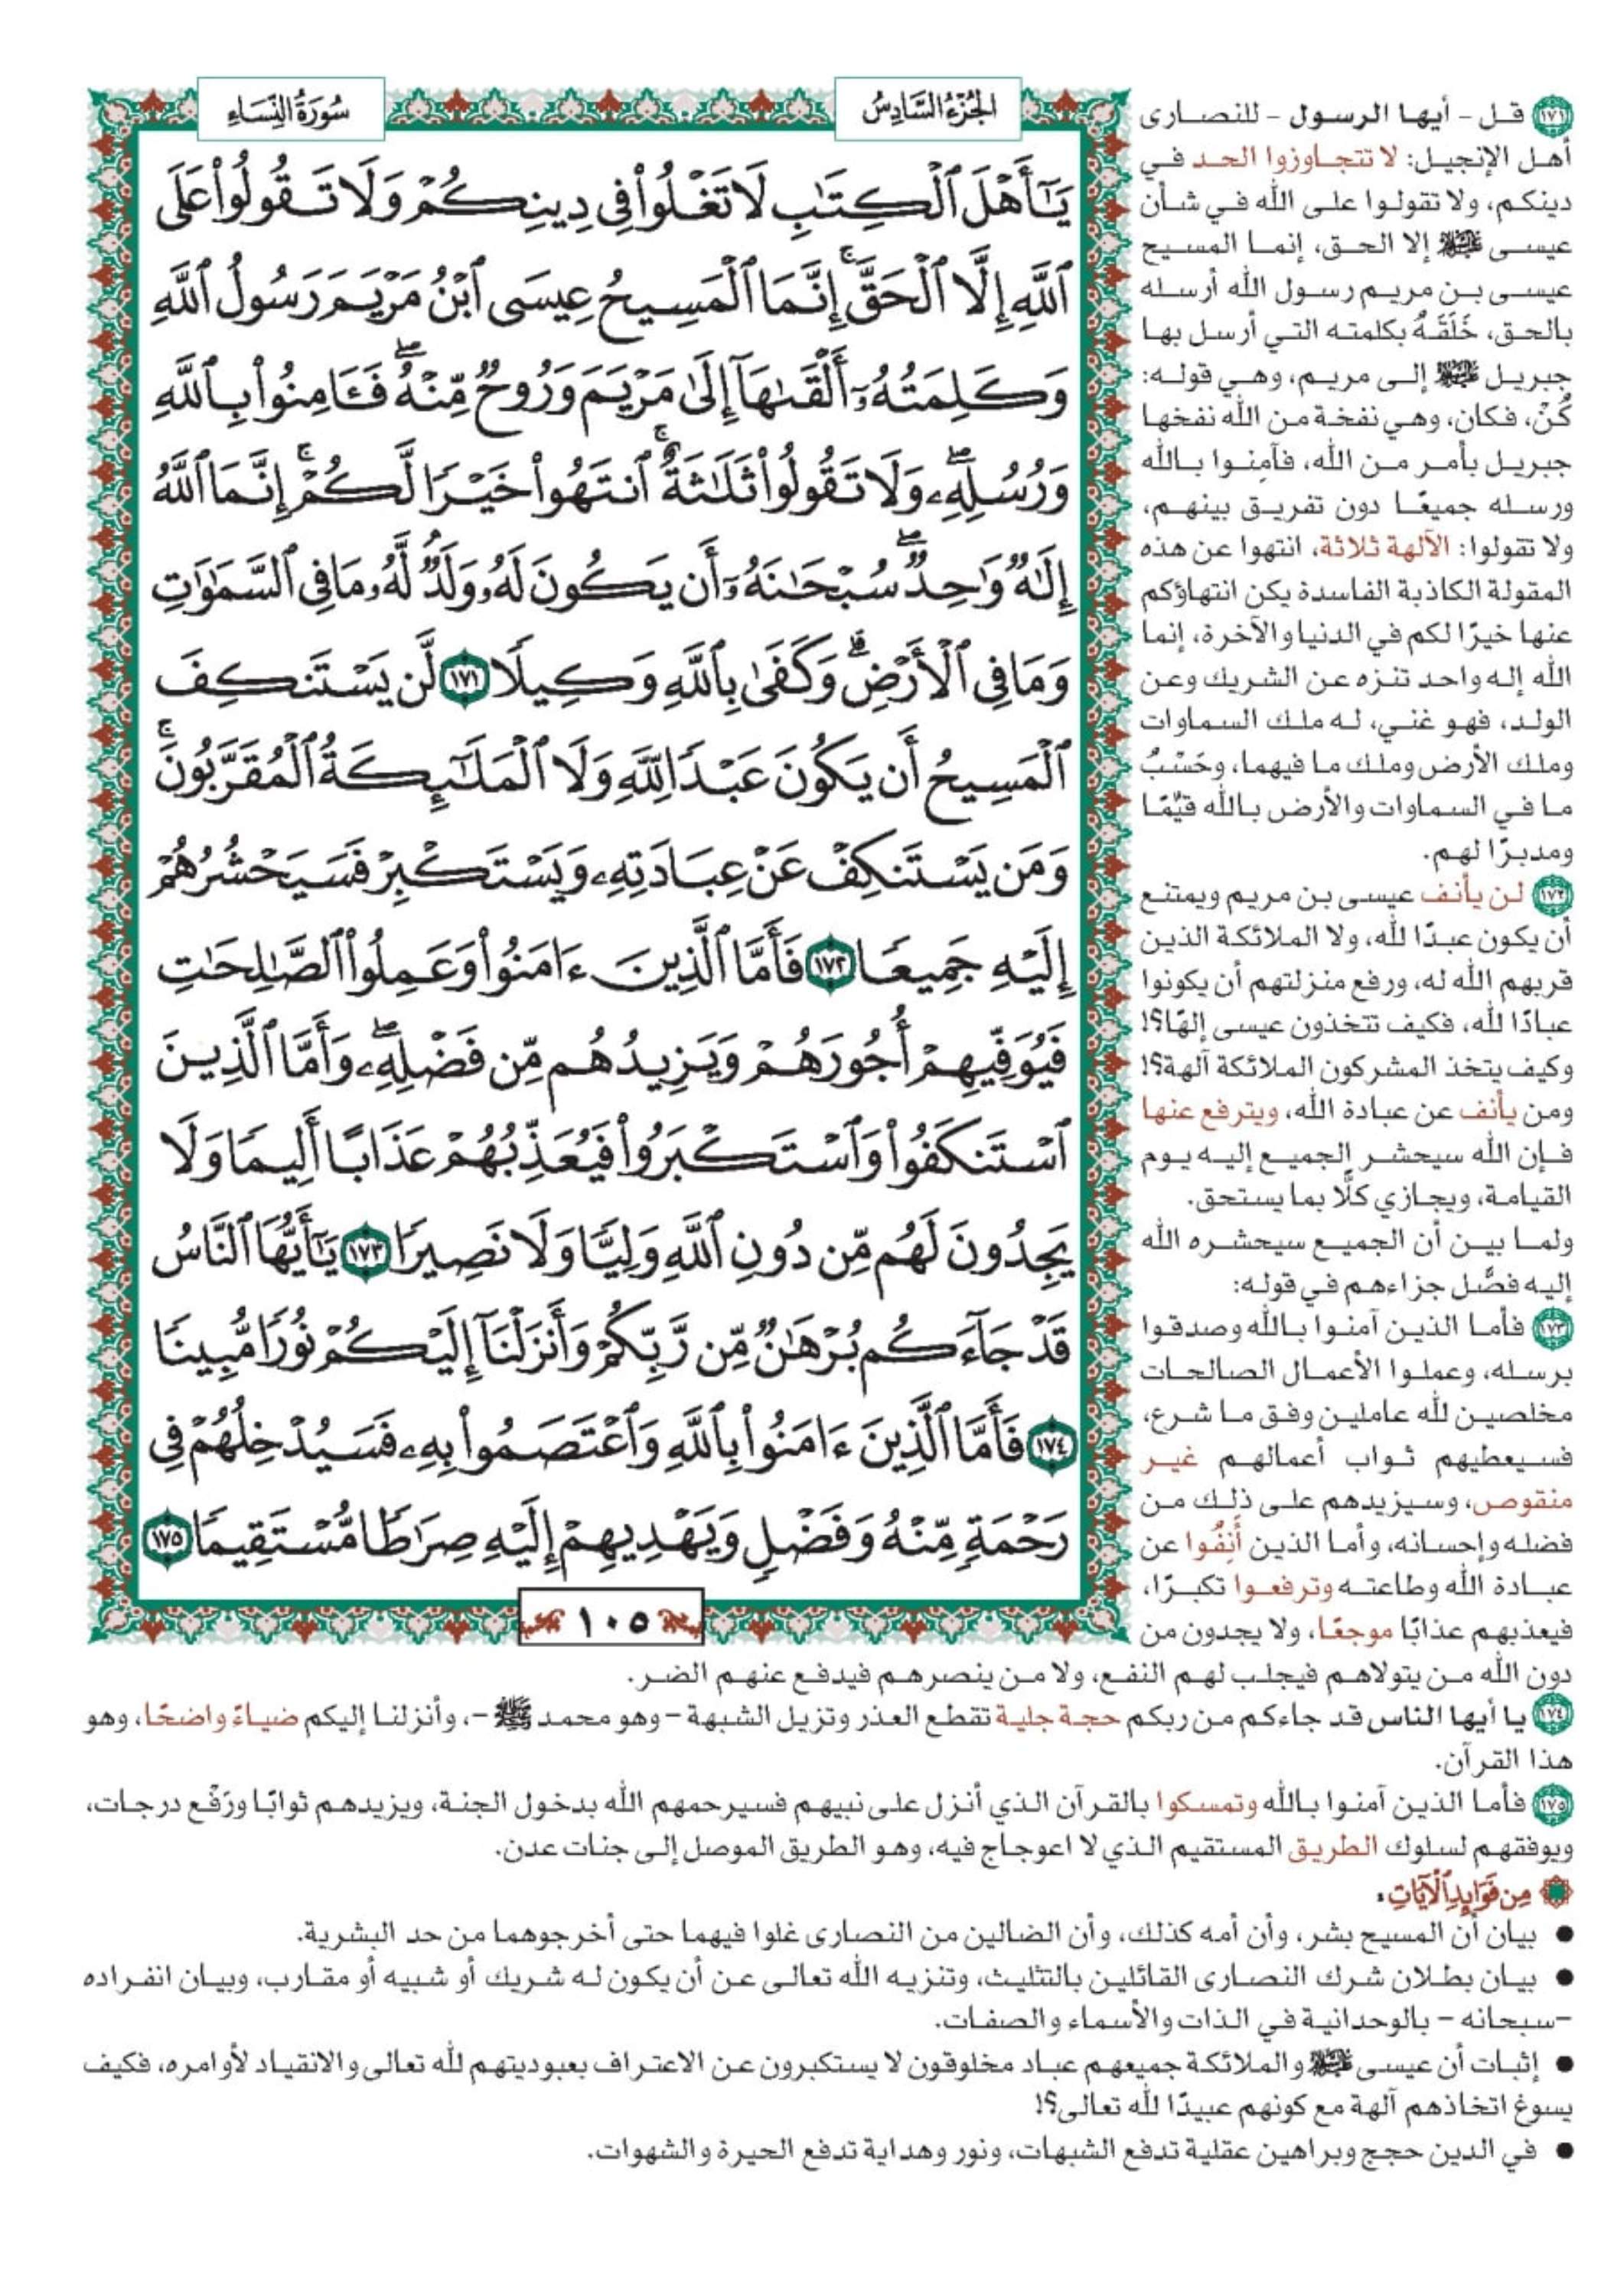 الجُزْءُ السَّادِسُ
سُورَةُ النِّسَاءِ
يَٰٓأَهْلَ ٱلْكِتَٰبِ لَا تَغْلُوا۟ فِى دِينِكُمْ وَلَا تَقُولُوا۟ عَلَى
ٱللَّهِ إِلَّا ٱلْحَقَّ ۚ إِنَّمَا ٱلْمَسِيحُ عِيسَى ٱبْنُ مَرْيَمَ رَسُولُ ٱللَّهِ
وَكَلِمَتُهُۥٓ أَلْقَىٰهَآ إِلَىٰ مَرْيَمَ وَرُوحٌ مِّنْهُ ۖ فَـَٔامِنُوا۟ بِٱللَّهِ
وَرُسُلِهِۦ ۖ وَلَا تَقُولُوا۟ ثَلَٰثَةٌ ۚ ٱنتَهُوا۟ خَيْرًا لَّكُمْ ۚ إِنَّمَا ٱللَّهُ
إِلَٰهٌ وَٰحِدٌ ۖ سُبْحَٰنَهُۥٓ أَن يَكُونَ لَهُۥ وَلَدٌ ۘ لَّهُۥ مَا فِى ٱلسَّمَٰوَٰتِ
وَمَا فِى ٱلْأَرْضِ ۗ وَكَفَىٰ بِٱللَّهِ وَكِيلًا ١٧١ لَّن يَسْتَنكِفَ
ٱلْمَسِيحُ أَن يَكُونَ عَبْدًا لِّلَّهِ وَلَا ٱلْمَلَٰٓئِكَةُ ٱلْمُقَرَّبُونَ ۚ
وَمَن يَسْتَنكِفْ عَنْ عِبَادَتِهِۦ وَيَسْتَكْبِرْ فَسَيَحْشُرُهُمْ
إِلَيْهِ جَمِيعًا ١٧٢ فَأَمَّا ٱلَّذِينَ ءَامَنُوا۟ وَعَمِلُوا۟ ٱلصَّٰلِحَٰتِ
فَيُوَفِّيهِمْ أُجُورَهُمْ وَيَزِيدُهُم مِّن فَضْلِهِۦ ۖ وَأَمَّا ٱلَّذِينَ
ٱسْتَنكَفُوا۟ وَٱسْتَكْبَرُوا۟ فَيُعَذِّبُهُمْ عَذَابًا أَلِيمًا وَلَا
يَجِدُونَ لَهُم مِّن دُونِ ٱللَّهِ وَلِيًّا وَلَا نَصِيرًا ١٧٣ يَٰٓأَيُّهَا ٱلنَّاسُ
قَدْ جَآءَكُم بُرْهَٰنٌ مِّن رَّبِّكُمْ وَأَنزَلْنَآ إِلَيْكُمْ نُورًا مُّبِينًا
١٧٤ فَأَمَّا ٱلَّذِينَ ءَامَنُوا۟ بِٱللَّهِ وَٱعْتَصَمُوا۟ بِهِۦ فَسَيُدْخِلُهُمْ فِى
رَحْمَةٍ مِّنْهُ وَفَضْلٍ وَيَهْدِيهِمْ إِلَيْهِ صِرَٰطًا مُّسْتَقِيمًا ١٧٥
١٠٥
١٧١ قل - أيها الرسول - للنصارى
أهل الإنجيل: لا تتجاوزوا الحد في
دينكم، ولا تقولوا على الله في شأن
عيسى عليه السلام إلا الحق، إنما المسيح
عيسى بن مريم رسول الله أرسله
بالحق، خَلَقَهُ بكلمته التي أرسل بها
جبريل عليه السلام إلى مريم، وهي قوله:
كُنْ، فكان، وهي نفخة من الله نفخها
جبريل بأمر من الله، فآمِنوا بالله
ورسله جميعًا دون تفريق بينهم،
ولا تقولوا: الآلهة ثلاثة، انتهوا عن هذه
المقولة الكاذبة الفاسدة يكن انتهاؤكم
عنها خيرًا لكم في الدنيا والآخرة، إنما
الله إله واحد تنزه عن الشريك وعن
الولد، فهو غني، له ملك السماوات
وملك الأرض وملك ما فيهما، وحَسْبُ
ما في السماوات والأرض بالله قيِّمًا
ومدبرًا لهم.
١٧٢ لن يأنف عيسى بن مريم ويمتنع
أن يكون عبدًا لله، ولا الملائكة الذين
قربهم الله له، ورفع منزلتهم أن يكونوا
عبادًا لله، فكيف تتخذون عيسى إلهًا؟!
وكيف يتخذ المشركون الملائكة آلهة؟!
ومن يأنف عن عبادة الله، ويترفع عنها
فإن الله سيحشر الجميع إليه يوم
القيامة، ويجازي كلًّا بما يستحق.
ولما بين أن الجميع سيحشره الله
إليه فصَّل جزاءهم في قوله:
١٧٣ فأما الذين آمنوا بالله وصدقوا
برسله، وعملوا الأعمال الصالحات
مخلصين لله عاملين وفق ما شرع،
فسيعطيهم ثواب أعمالهم غير
منقوص، وسيزيدهم على ذلك من
فضله وإحسانه، وأما الذين أَنِفُوا عن
عبادة الله وطاعته وترفعوا تكبرًا،
فيعذبهم عذابًا موجعًا، ولا يجدون من
دون الله من يتولاهم فيجلب لهم النفع، ولا من ينصرهم فيدفع عنهم الضر.
١٧٤ يا أيها الناس قد جاءكم من ربكم حجة جلية تقطع العذر وتزيل الشبهة - وهو محمد ﷺ -، وأنزلنا إليكم ضياءً واضحًا، وهو
هذا القرآن.
١٧٥ فأما الذين آمنوا بالله وتمسكوا بالقرآن الذي أنزل على نبيهم فسيرحمهم الله بدخول الجنة، ويزيدهم ثوابًا ورَفْع درجات،
ويوفقهم لسلوك الطريق المستقيم الذي لا اعوجاج فيه، وهو الطريق الموصل إلى جنات عدن.
مِن فَوَائِدِ الآيَاتِ:
• بيان أن المسيح بشر، وأن أمه كذلك، وأن الضالين من النصارى غلوا فيهما حتى أخرجوهما من حد البشرية.
• بيان بطلان شرك النصارى القائلين بالتثليث، وتنزيه الله تعالى عن أن يكون له شريك أو شبيه أو مقارب، وبيان انفراده
-سبحانه - بالوحدانية في الذات والأسماء والصفات.
• إثبات أن عيسى عليه السلام والملائكة جميعهم عباد مخلوقون لا يستكبرون عن الاعتراف بعبوديتهم لله تعالى والانقياد لأوامره، فكيف
يسوغ اتخاذهم آلهة مع كونهم عبيدًا لله تعالى؟!
• في الدين حجج وبراهين عقلية تدفع الشبهات، ونور وهداية تدفع الحيرة والشهوات.